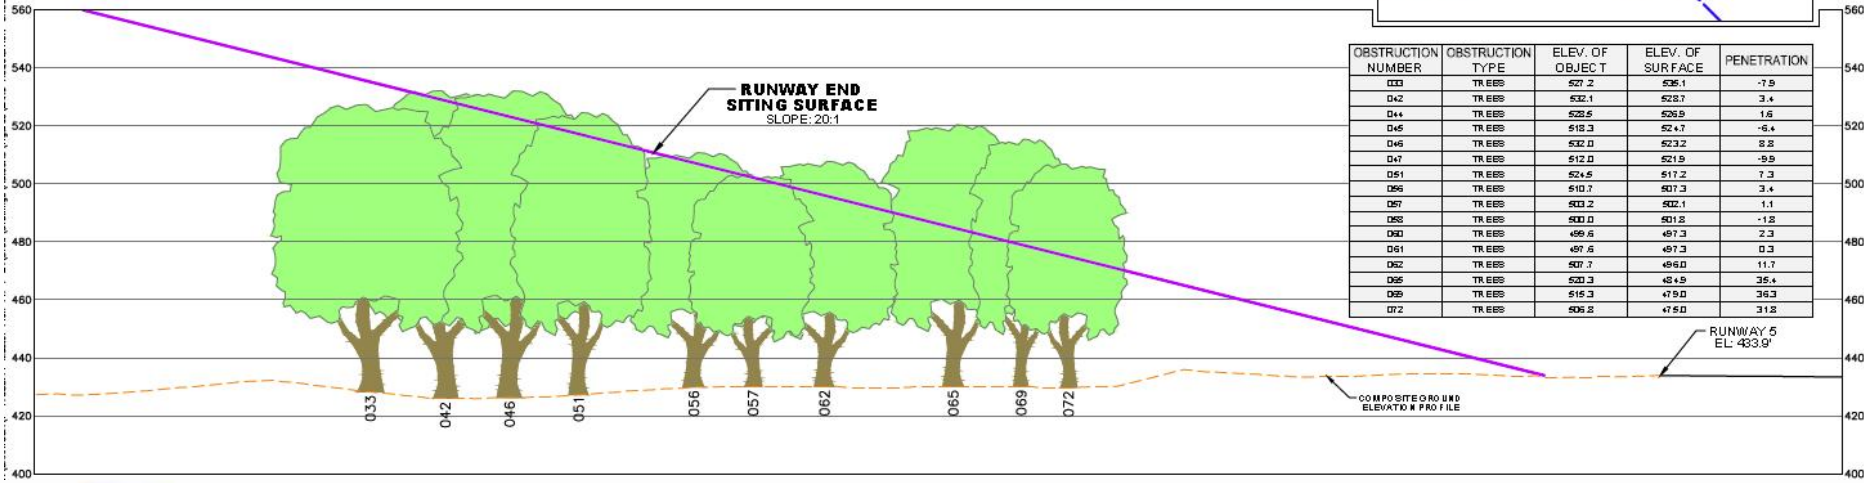 560
540
520
500
480
460
440
420
400
RUNWAY END
SITING SURFACE
SLOPE: 20:1
033
042
046
051
056
057
062
065
069
072
OBSTRUCTION NUMBER OBSTRUCTION TYPE ELEV. OF OBJECT ELEV. OF SURFACE PENETRATION
033 TREES 527.2 535.1 -7.9
042 TREES 532.1 528.7 3.4
044 TREES 528.5 526.9 1.6
045 TREES 518.3 524.7 -6.4
046 TREES 532.0 523.2 8.8
047 TREES 512.0 521.9 -9.9
051 TREES 524.5 517.2 7.3
056 TREES 510.7 507.3 3.4
057 TREES 503.2 502.1 1.1
058 TREES 500.0 501.8 -1.8
060 TREES 499.6 497.3 2.3
061 TREES 497.6 497.3 0.3
062 TREES 507.7 496.0 11.7
065 TREES 520.3 484.9 35.4
069 TREES 515.3 479.0 36.3
072 TREES 506.8 475.0 31.8
RUNWAY 5
EL: 433.9'
COMPOSITE GROUND
ELEVATION PROFILE
560
540
520
500
480
460
440
420
400